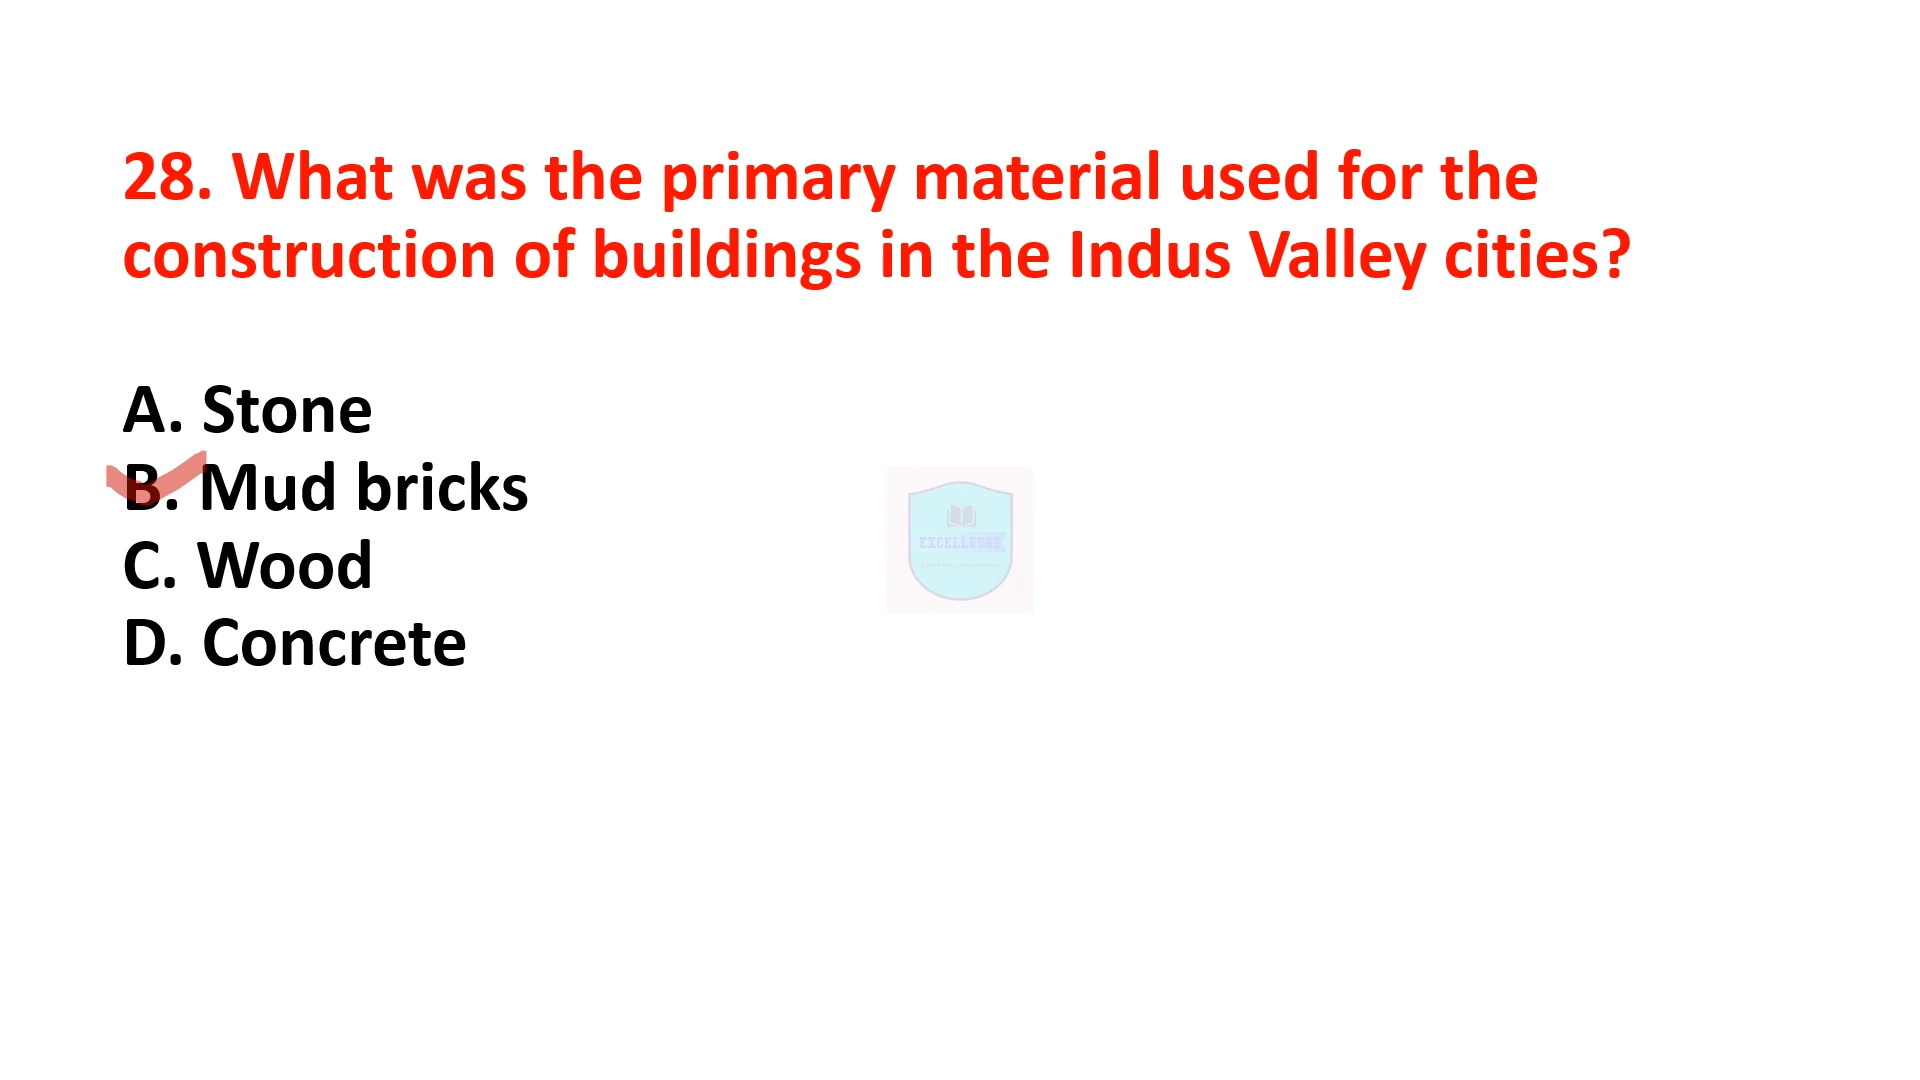 28. What was the primary material used for the
construction of buildings in the Indus Valley cities?
A. Stone
B. Mud bricks
C. Wood
D. Concrete
EXCELLEDGE